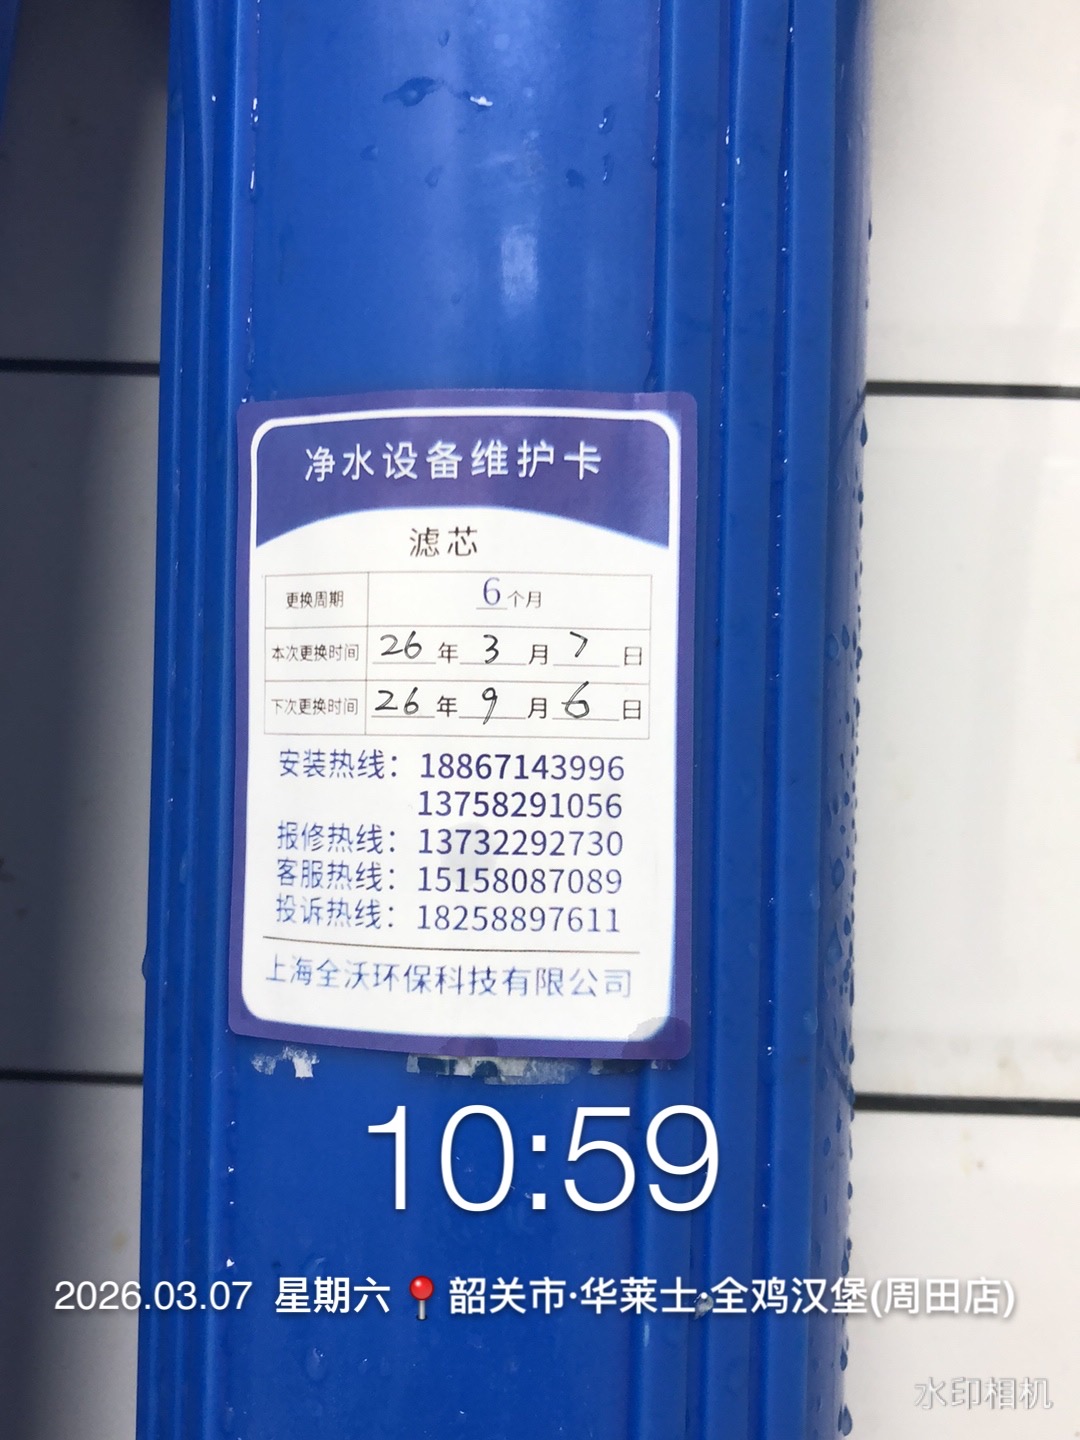 净水设备维护卡
滤芯
更换周期 6个月
本次更换时间 26年3月7日
下次更换时间 26年9月6日
安装热线：18867143996
13758291056
报修热线：13732292730
客服热线：15158087089
投诉热线：18258897611
上海全沃环保科技有限公司
10:59
2026.03.07 星期六 📍韶关市·华莱士·全鸡汉堡(周田店)
水印相机